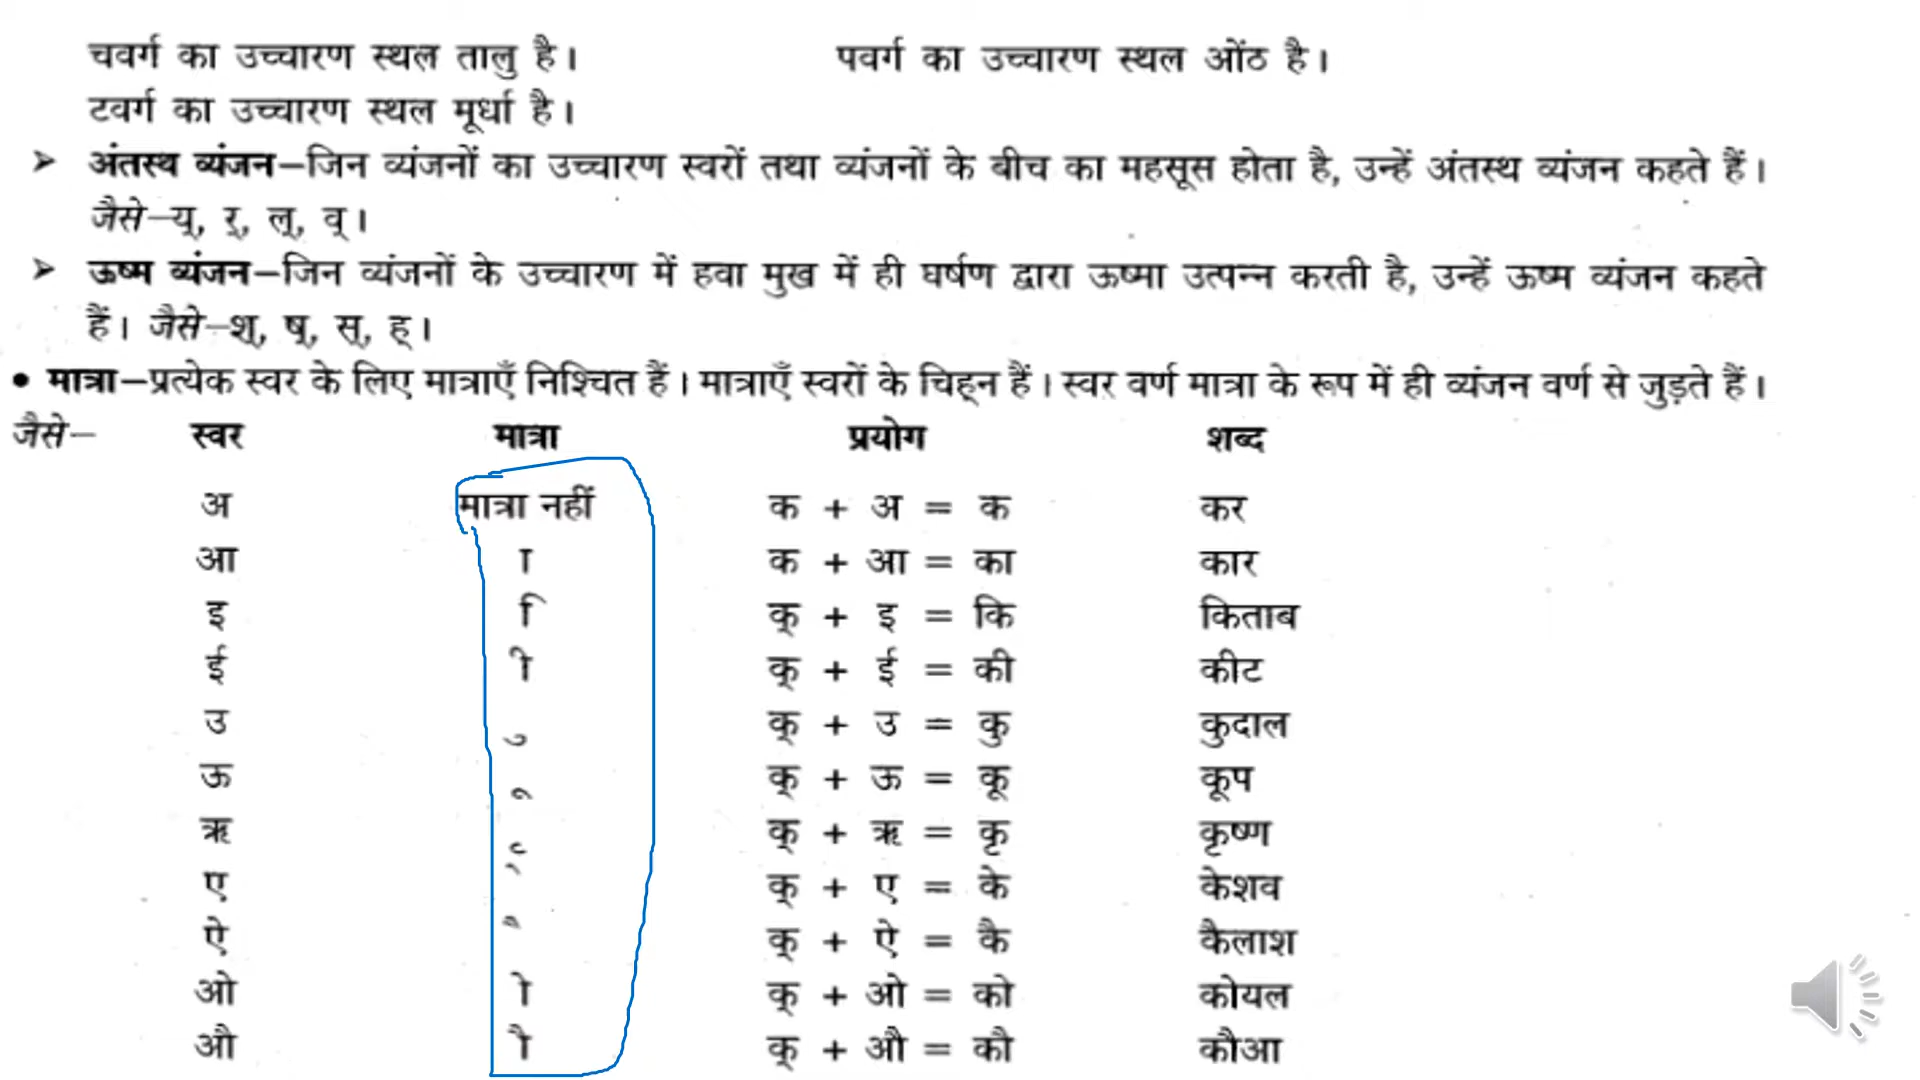 चवर्ग का उच्चारण स्थल तालु है। पवर्ग का उच्चारण स्थल ओंठ है।
टवर्ग का उच्चारण स्थल मूर्धा है।
➤ अंतस्थ व्यंजन–जिन व्यंजनों का उच्चारण स्वरों तथा व्यंजनों के बीच का महसूस होता है, उन्हें अंतस्थ व्यंजन कहते हैं।
जैसे–य्, र्, ल्, व्।
➤ ऊष्म व्यंजन–जिन व्यंजनों के उच्चारण में हवा मुख में ही घर्षण द्वारा ऊष्मा उत्पन्न करती है, उन्हें ऊष्म व्यंजन कहते
हैं। जैसे–श्, ष्, स्, ह्।
• मात्रा–प्रत्येक स्वर के लिए मात्राएँ निश्चित हैं। मात्राएँ स्वरों के चिह्न हैं। स्वर वर्ण मात्रा के रूप में ही व्यंजन वर्ण से जुड़ते हैं।
जैसे– स्वर मात्रा प्रयोग शब्द
अ मात्रा नहीं क + अ = क कर
आ ा क + आ = का कार
इ ि क् + इ = कि किताब
ई ी क् + ई = की कीट
उ ु क् + उ = कु कुदाल
ऊ ू क् + ऊ = कू कूप
ऋ ृ क् + ऋ = कृ कृष्ण
ए े क् + ए = के केशव
ऐ ै क् + ऐ = कै कैलाश
ओ ो क् + ओ = को कोयल
औ ौ क् + औ = कौ कौआ